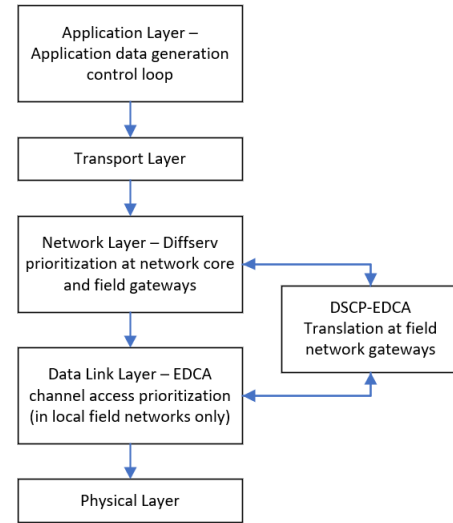 Application Layer –
Application data generation
control loop
Transport Layer
Network Layer – Diffserv
prioritization at network core
and field gateways
DSCP-EDCA
Translation at field
network gateways
Data Link Layer – EDCA
channel access prioritization
(in local field networks only)
Physical Layer